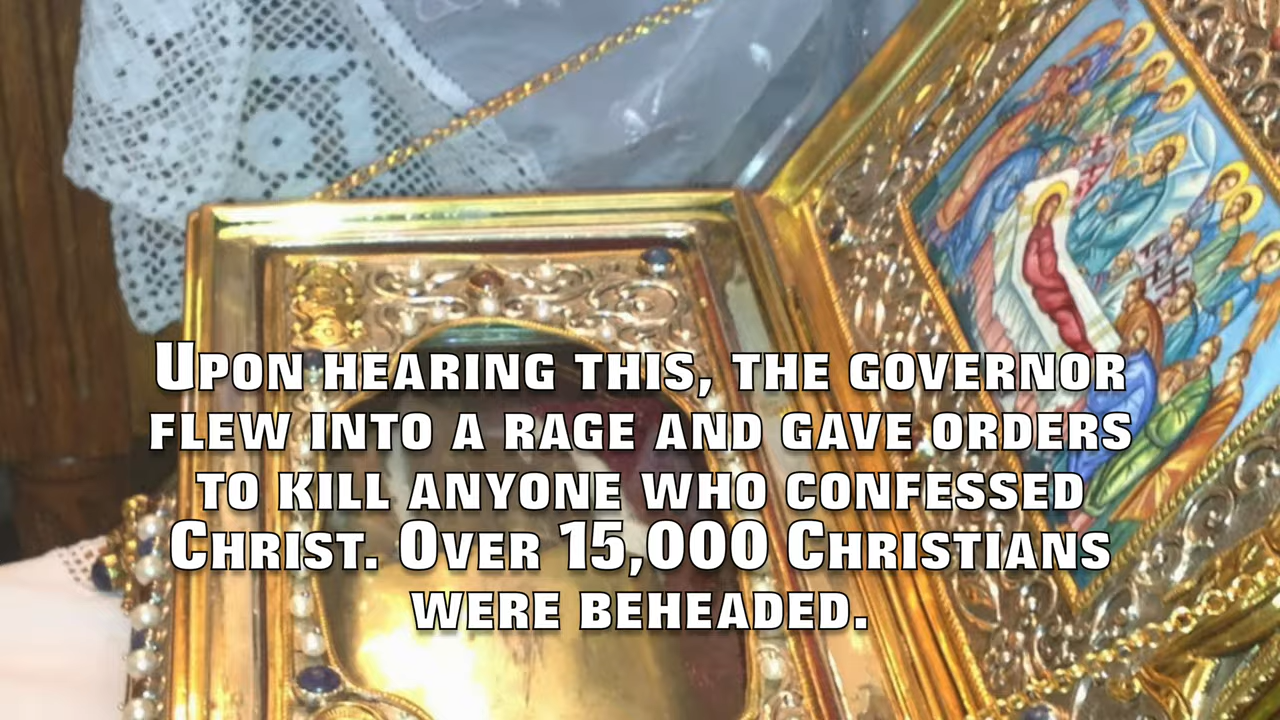 Upon hearing this, the governor
flew into a rage and gave orders
to kill anyone who confessed
Christ. Over 15,000 Christians
were beheaded.